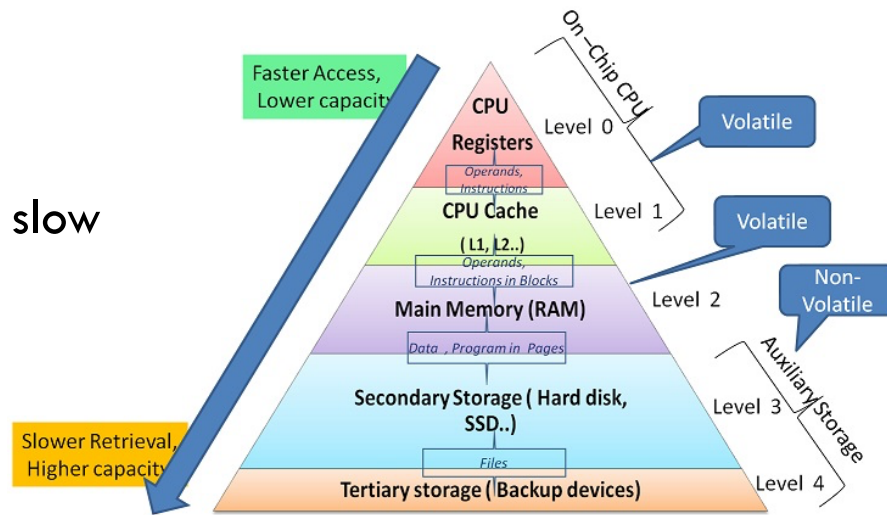 Faster Access,
Lower capacity
slow
Slower Retrieval,
Higher capacity
CPU
Registers
Operands,
Instructions
CPU Cache
( L1, L2..)
Operands,
Instructions in Blocks
Main Memory (RAM)
Data , Program in Pages
Secondary Storage ( Hard disk,
SSD..)
Files
Tertiary storage ( Backup devices)
Level 0
Level 1
Level 2
Level 3
Level 4
On –Chip CPU
Volatile
Volatile
Non-
Volatile
Auxiliary Storage